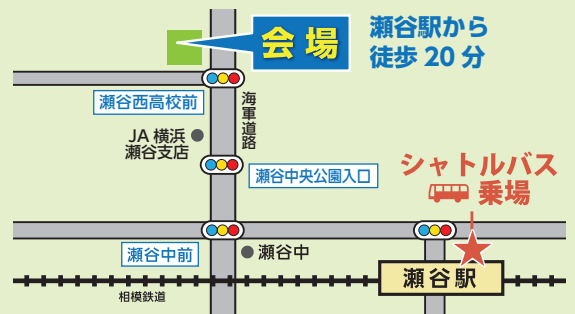 会場
瀬谷駅から
徒歩 20 分
瀬谷西高校前
海軍道路
JA 横浜
瀬谷支店
瀬谷中央公園入口
シャトルバス
乗場
瀬谷中前
瀬谷中
瀬谷駅
相模鉄道